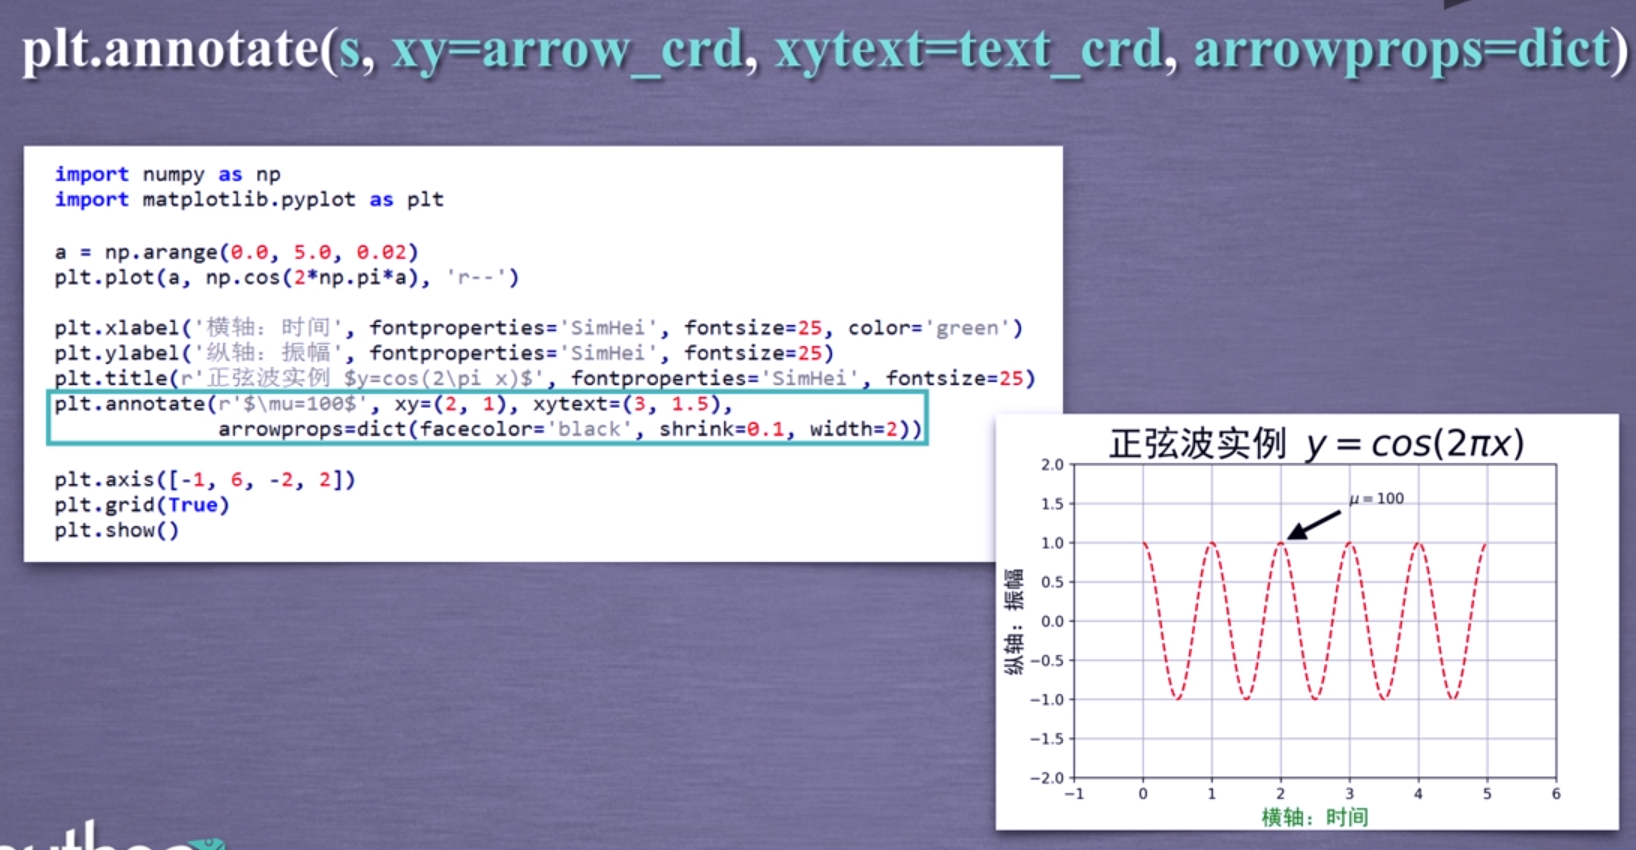 plt.annotate(s, xy=arrow_crd, xytext=text_crd, arrowprops=dict)
import numpy as np
import matplotlib.pyplot as plt
a = np.arange(0.0, 5.0, 0.02)
plt.plot(a, np.cos(2*np.pi*a), 'r--')
plt.xlabel('横轴：时间', fontproperties='SimHei', fontsize=25, color='green')
plt.ylabel('纵轴：振幅', fontproperties='SimHei', fontsize=25)
plt.title(r'正弦波实例 $y=cos(2\pi x)$', fontproperties='SimHei', fontsize=25)
plt.annotate(r'$\mu=100$', xy=(2, 1), xytext=(3, 1.5),
arrowprops=dict(facecolor='black', shrink=0.1, width=2))
plt.axis([-1, 6, -2, 2])
plt.grid(True)
plt.show()
正弦波实例 y=cos(2πx)
2.0
1.5
1.0
0.5
0.0
−0.5
−1.0
−1.5
−2.0
μ=100
纵轴：振幅
−1 0 1 2 3 4 5 6
横轴：时间